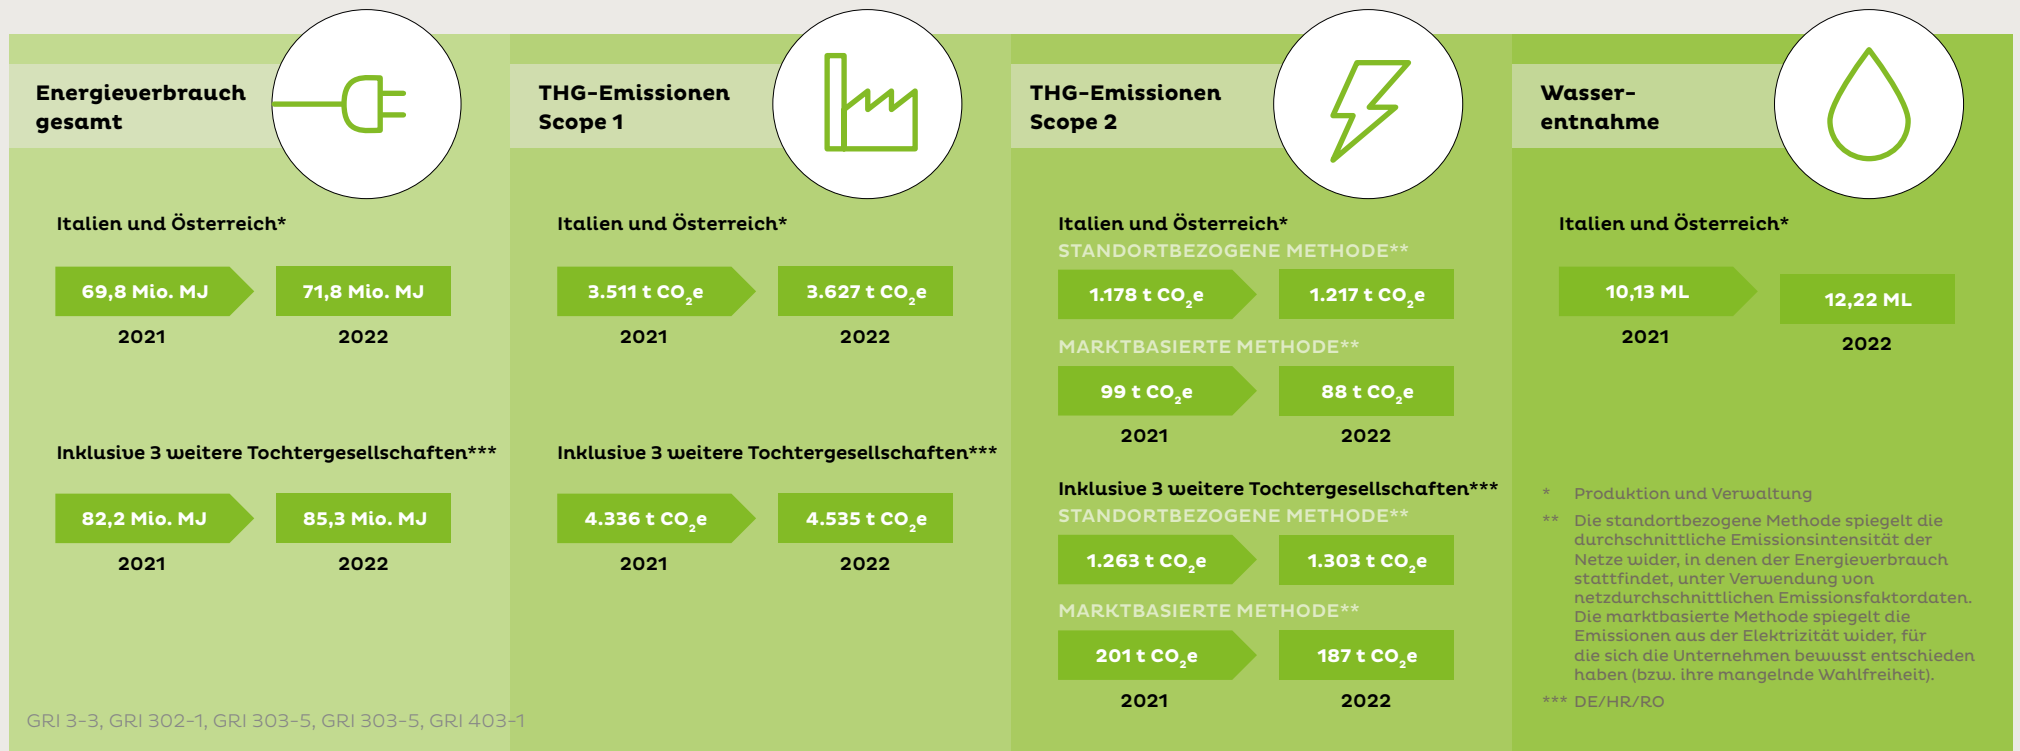 Energieverbrauch
gesamt
Italien und Österreich*
69,8 Mio. MJ
71,8 Mio. MJ
2021
2022
Inklusive 3 weitere Tochtergesellschaften***
82,2 Mio. MJ
85,3 Mio. MJ
2021
2022
GRI 3-3, GRI 302-1, GRI 303-5, GRI 303-5, GRI 403-1
THG-Emissionen
Scope 1
Italien und Österreich*
3.511 t CO₂e
3.627 t CO₂e
2021
2022
Inklusive 3 weitere Tochtergesellschaften***
4.336 t CO₂e
4.535 t CO₂e
2021
2022
THG-Emissionen
Scope 2
Italien und Österreich*
STANDORTBEZOGENE METHODE**
1.178 t CO₂e
1.217 t CO₂e
MARKTBASIERTE METHODE**
99 t CO₂e
88 t CO₂e
2021
2022
Inklusive 3 weitere Tochtergesellschaften***
STANDORTBEZOGENE METHODE**
1.263 t CO₂e
1.303 t CO₂e
MARKTBASIERTE METHODE**
201 t CO₂e
187 t CO₂e
2021
2022
Wasser-
entnahme
Italien und Österreich*
10,13 ML
12,22 ML
2021
2022
* Produktion und Verwaltung
** Die standortbezogene Methode spiegelt die
durchschnittliche Emissionsintensität der
Netze wider, in denen der Energieverbrauch
stattfindet, unter Verwendung von
netzdurchschnittlichen Emissionsfaktordaten.
Die marktbasierte Methode spiegelt die
Emissionen aus der Elektrizität wider, für
die sich die Unternehmen bewusst entschieden
haben (bzw. ihre mangelnde Wahlfreiheit).
*** DE/HR/RO